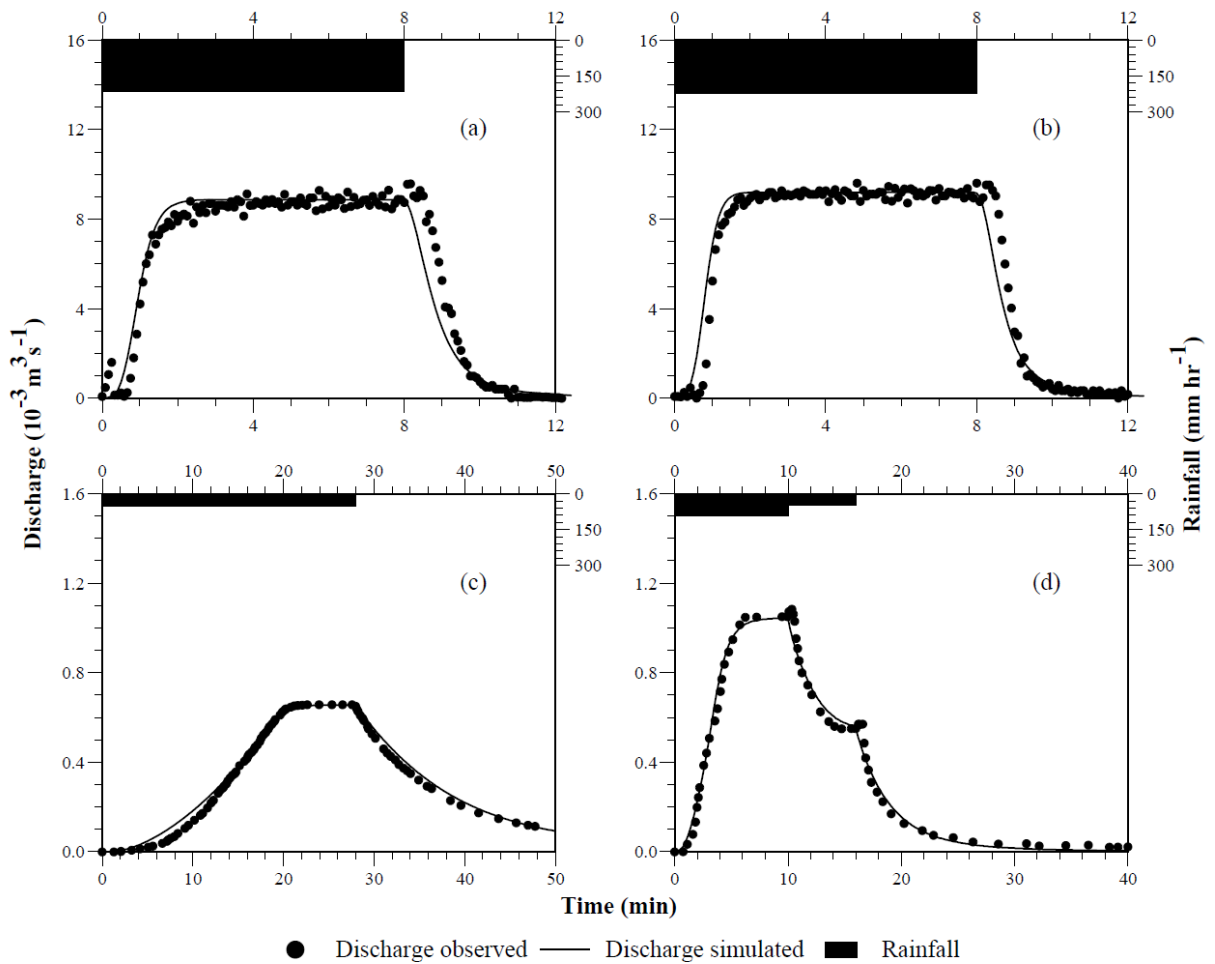 0 4 8 12
0 4 8 12
16 12 8 4 0
0 150 300
(a)
0 4 8 12
16 12 8 4 0
0 150 300
(b)
0 4 8 12
0 10 20 30 40 50
0 10 20 30 40
1.6 1.2 0.8 0.4 0.0
0 150 300
(c)
0 10 20 30 40 50
1.6 1.2 0.8 0.4 0.0
0 150 300
(d)
0 10 20 30 40
Discharge (10⁻³ m³ s⁻¹)
Rainfall (mm hr⁻¹)
Time (min)
Discharge observed Discharge simulated Rainfall